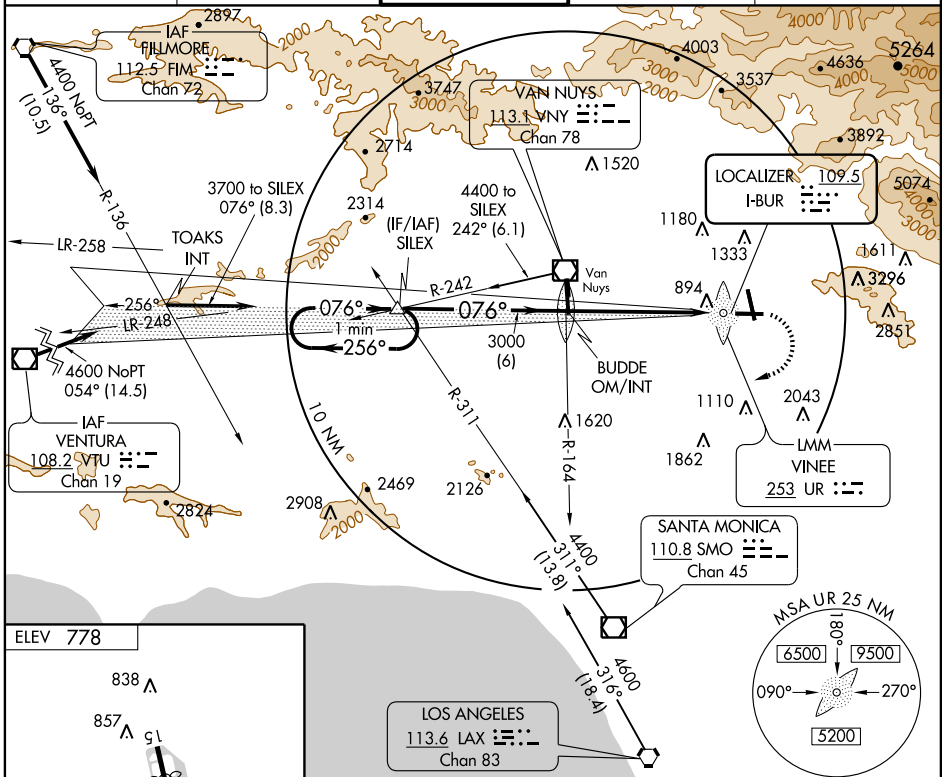 2897
IAF
FILLMORE
112.5 FIM
Chan 72
2000
4400 NoPT
136°
(10.5)
R-136
3747
3000
2714
2314
2000
VAN NUYS
113.1 VNY
Chan 78
4003
2000
3000
3537
4000
4636
4000
5264
5000
3892
5074
1520
LOCALIZER 109.5
I-BUR
1180
1333
1611
3296
2851
894
3700 to SILEX
076° (8.3)
4400 to
SILEX
242° (6.1)
(IF/IAF)
SILEX
LR-258
TOAKS
INT
R-242
Van
Nuys
256°
LR-248
076°
1 min
256°
076°
3000
(6)
BUDDE
OM/INT
4600 NoPT
054° (14.5)
IAF
VENTURA
108.2 VTU
Chan 19
10 NM
R-311
R-164
1620
1110
2043
1862
LMM
VINEE
253 UR
2824
2908
2469
2000
2126
4400
311°
(13.8)
SANTA MONICA
110.8 SMO
Chan 45
4600
316°
(18.4)
LOS ANGELES
113.6 LAX
Chan 83
MSA UR 25 NM
180°
6500
9500
090°
270°
5200
ELEV 778
838
857
15